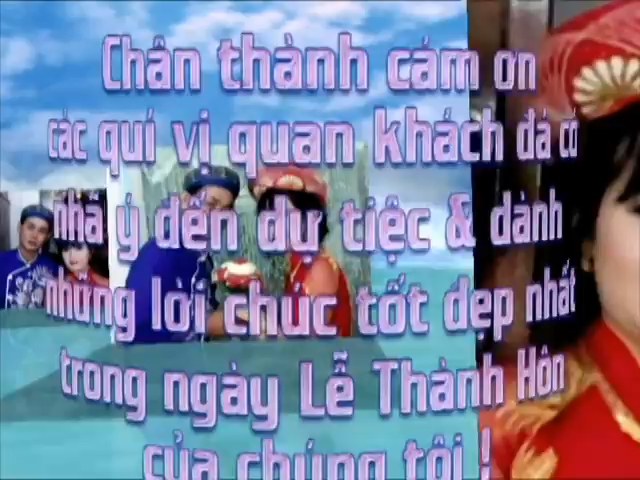 Chân thành cám ơn
các quí vị quan khách đã có
nhã ý đến dự tiệc & dành
những lời chúc tốt đẹp nhất
trong ngày Lễ Thành Hôn
của chúng tôi !